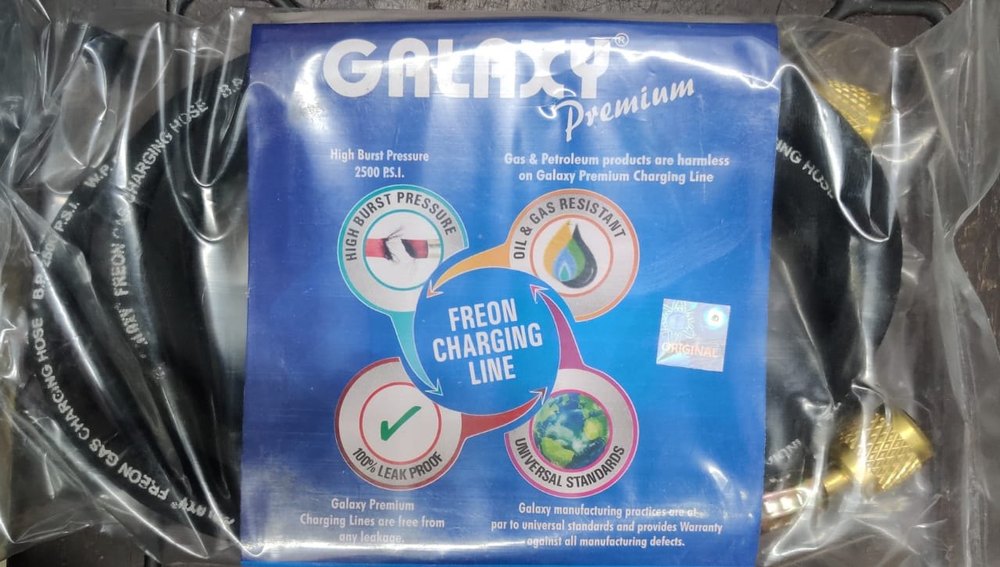 GALAXY®
Premium
High Burst Pressure
2500 P.S.I.
Gas & Petroleum products are harmless
on Galaxy Premium Charging Line
HIGH BURST PRESSURE
OIL & GAS RESISTANT
FREON
CHARGING
LINE
ORIGINAL
100% LEAK PROOF
UNIVERSAL STANDARDS
Galaxy Premium
Charging Lines are free from
any leakage.
Galaxy manufacturing practices are at
par to universal standards and provides Warranty
against all manufacturing defects.
FREON GAS CHARGING HOSE
P.S.I. W.P.
FREON
CHARGING HOSE
HOSE